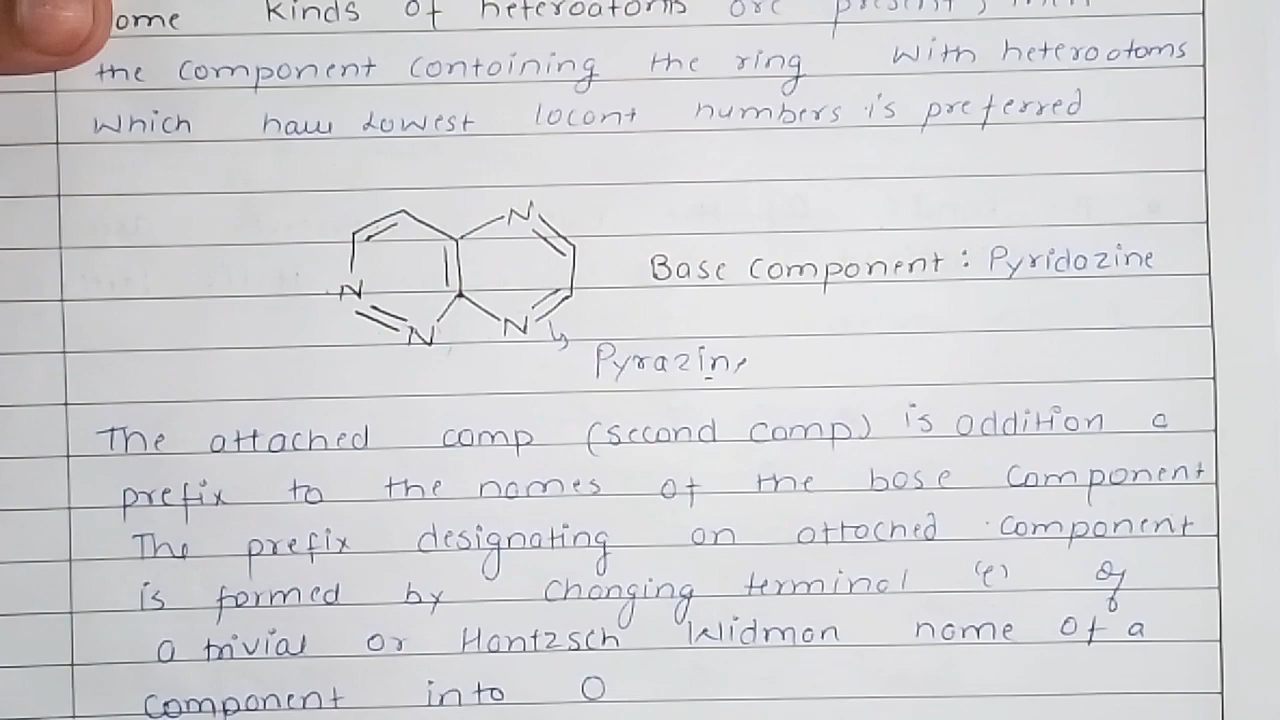 ome kinds of heteroatoms are present, 
the component containing the ring with heteroatoms
which have lowest locant numbers is preferred
N
N
N
N
Base component : Pyridazine
Pyrazine
The attached comp (second comp) is addition a
prefix to the names of the base component
The prefix designating an attached component
is formed by changing terminal (e) of
a trivial or Hantzsch Widman name of a
component into O